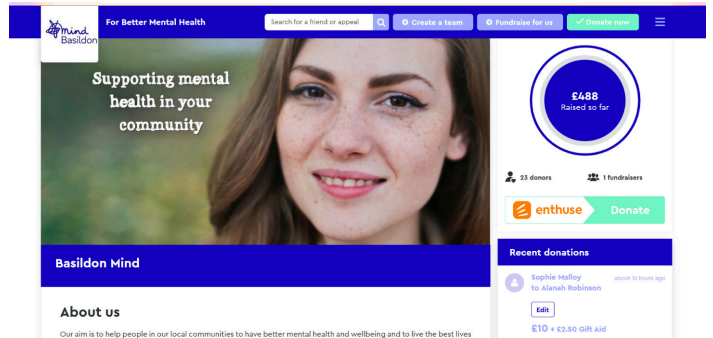 mind
Basildon
For Better Mental Health
Search for a friend or appeal
Create a team
Fundraise for us
Donate now
Supporting mental
health in your
community
£488
Raised so far
23 donors
1 fundraisers
enthuse
Donate
Basildon Mind
Recent donations
Sophie Malloy
about 16 hours ago
to Alanah Robinson
Edit
£10 + £2.50 Gift Aid
About us
Our aim is to help people in our local communities to have better mental health and wellbeing and to live the best lives